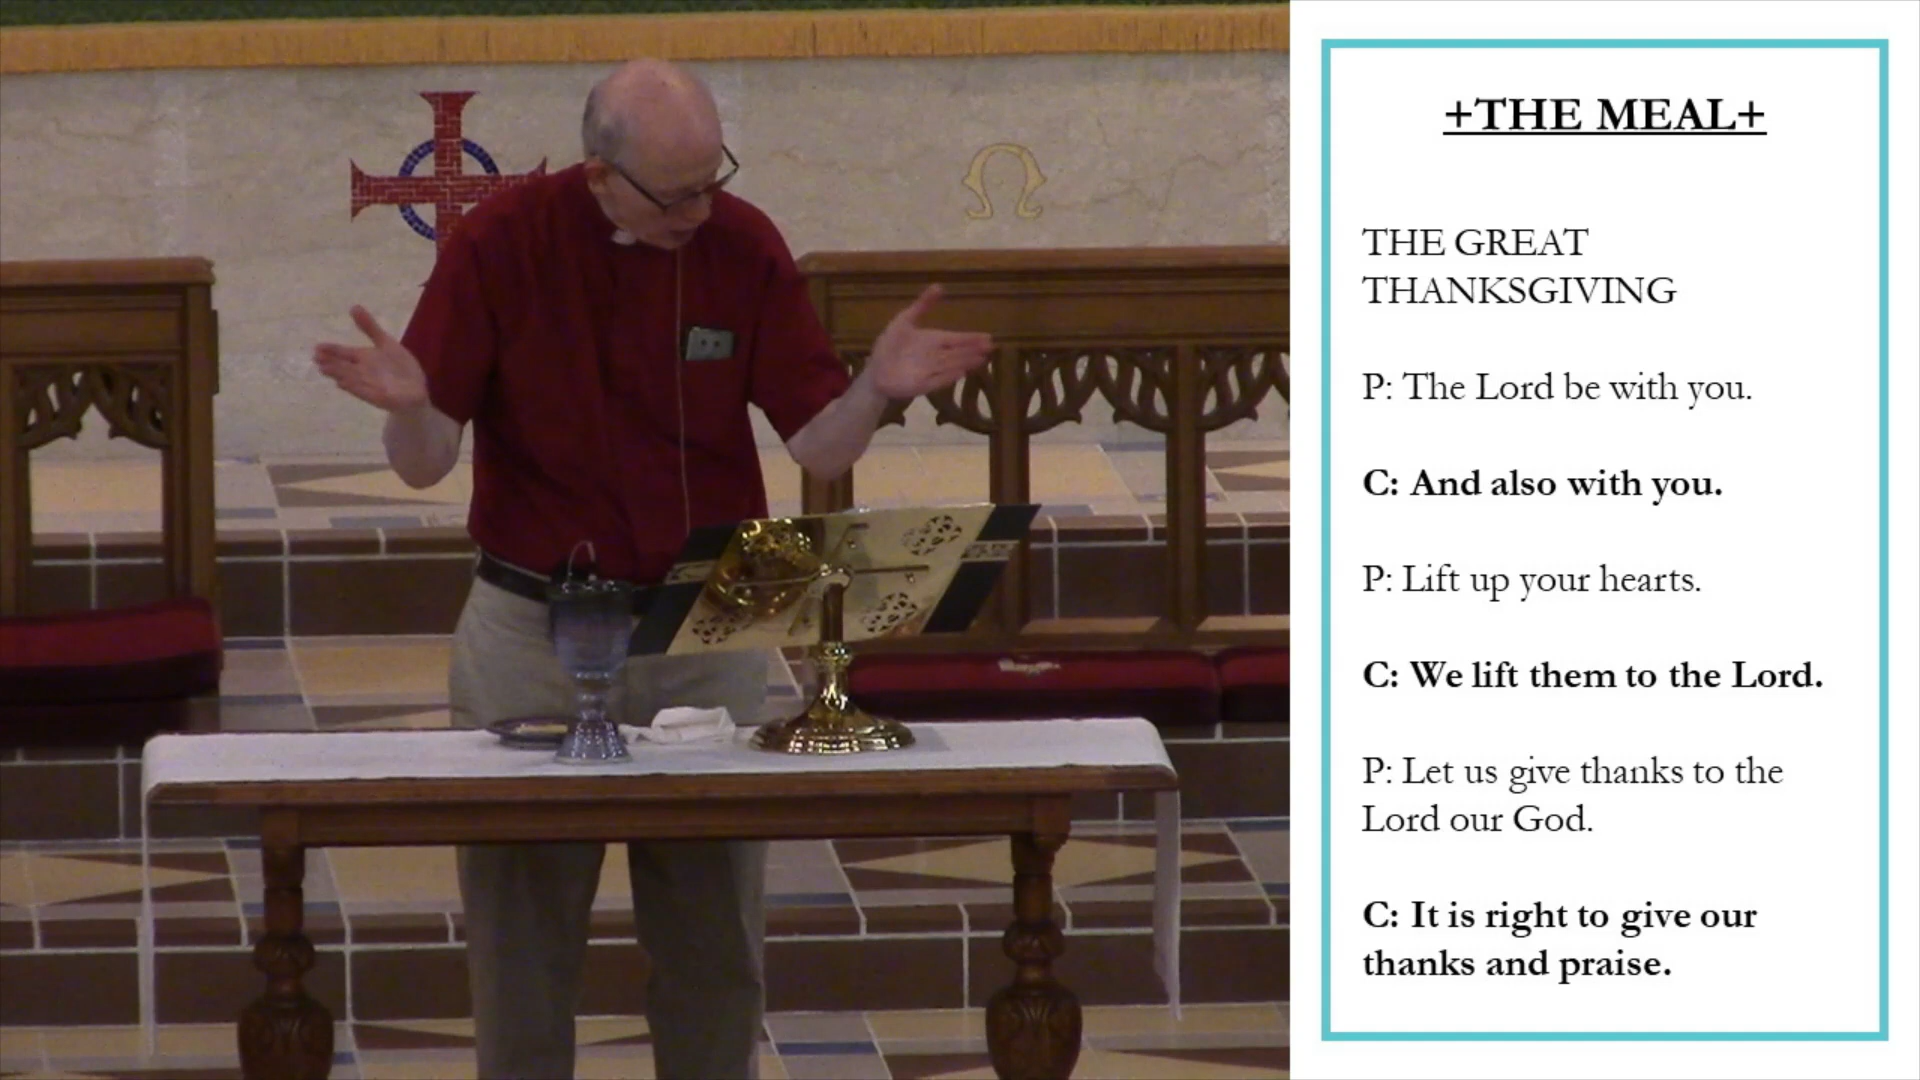 Ω
+THE MEAL+
THE GREAT
THANKSGIVING
P: The Lord be with you.
C: And also with you.
P: Lift up your hearts.
C: We lift them to the Lord.
P: Let us give thanks to the
Lord our God.
C: It is right to give our
thanks and praise.